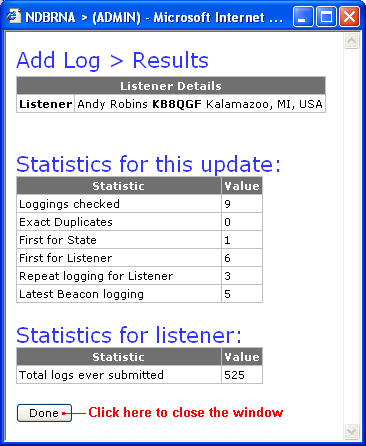 NDBRNA > (ADMIN) - Microsoft Internet ...
Add Log > Results
Listener Details
Listener Andy Robins KB8QGF Kalamazoo, MI, USA
Statistics for this update:
Statistic Value
Loggings checked 9
Exact Duplicates 0
First for State 1
First for Listener 6
Repeat logging for Listener 3
Latest Beacon logging 5
Statistics for listener:
Statistic Value
Total logs ever submitted 525
Done Click here to close the window